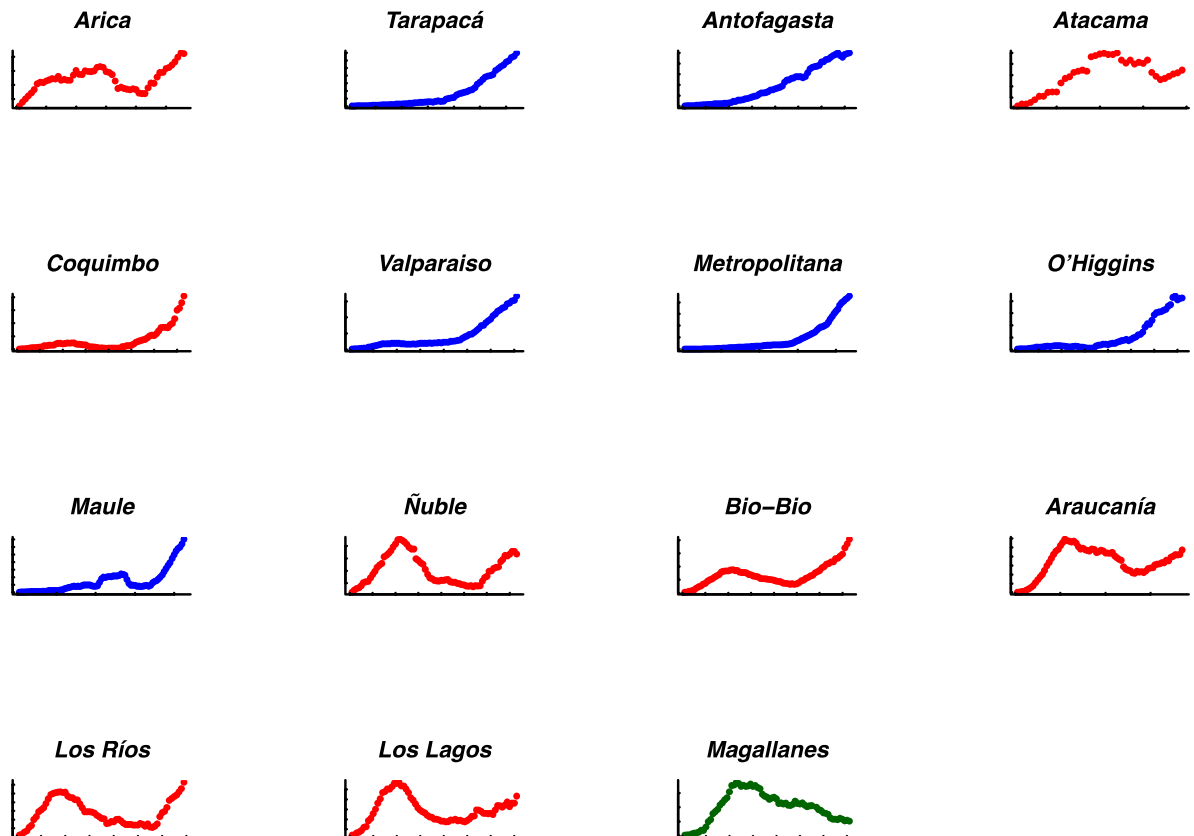 Arica
Tarapacá
Antofagasta
Atacama
Coquimbo
Valparaiso
Metropolitana
O’Higgins
Maule
Ñuble
Bio−Bio
Araucanía
Los Ríos
Los Lagos
Magallanes